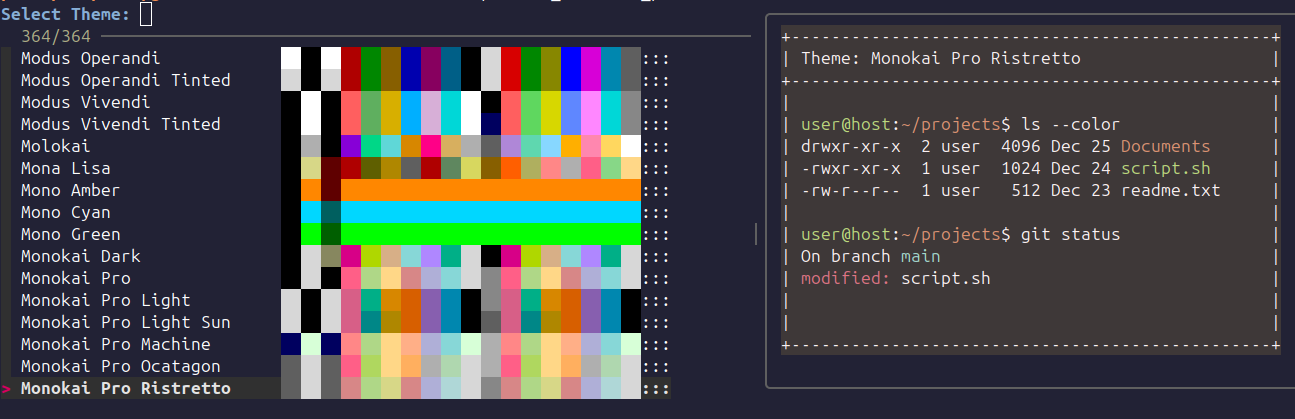 Select Theme:
364/364
Modus Operandi :::
Modus Operandi Tinted :::
Modus Vivendi :::
Modus Vivendi Tinted :::
Molokai :::
Mona Lisa :::
Mono Amber :::
Mono Cyan :::
Mono Green :::
Monokai Dark :::
Monokai Pro :::
Monokai Pro Light :::
Monokai Pro Light Sun :::
Monokai Pro Machine :::
Monokai Pro Ocatagon :::
> Monokai Pro Ristretto :::
+------------------------------------------------+
| Theme: Monokai Pro Ristretto |
+------------------------------------------------+
| |
| user@host:~/projects$ ls --color |
| drwxr-xr-x 2 user 4096 Dec 25 Documents |
| -rwxr-xr-x 1 user 1024 Dec 24 script.sh |
| -rw-r--r-- 1 user 512 Dec 23 readme.txt |
| |
| user@host:~/projects$ git status |
| On branch main |
| modified: script.sh |
| |
| |
+------------------------------------------------+